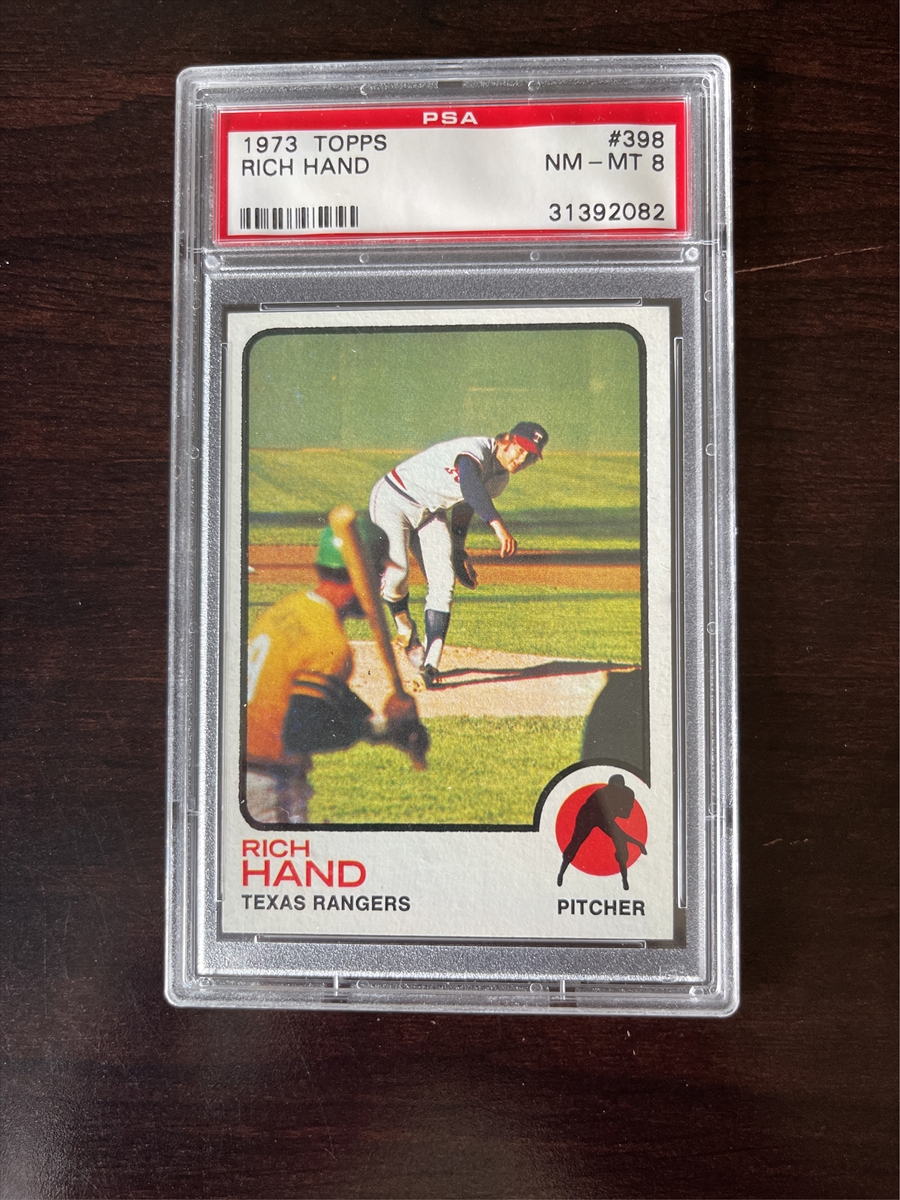 PSA
1973 TOPPS #398
RICH HAND NM – MT 8
31392082
T
RICH
HAND
TEXAS RANGERS
PITCHER